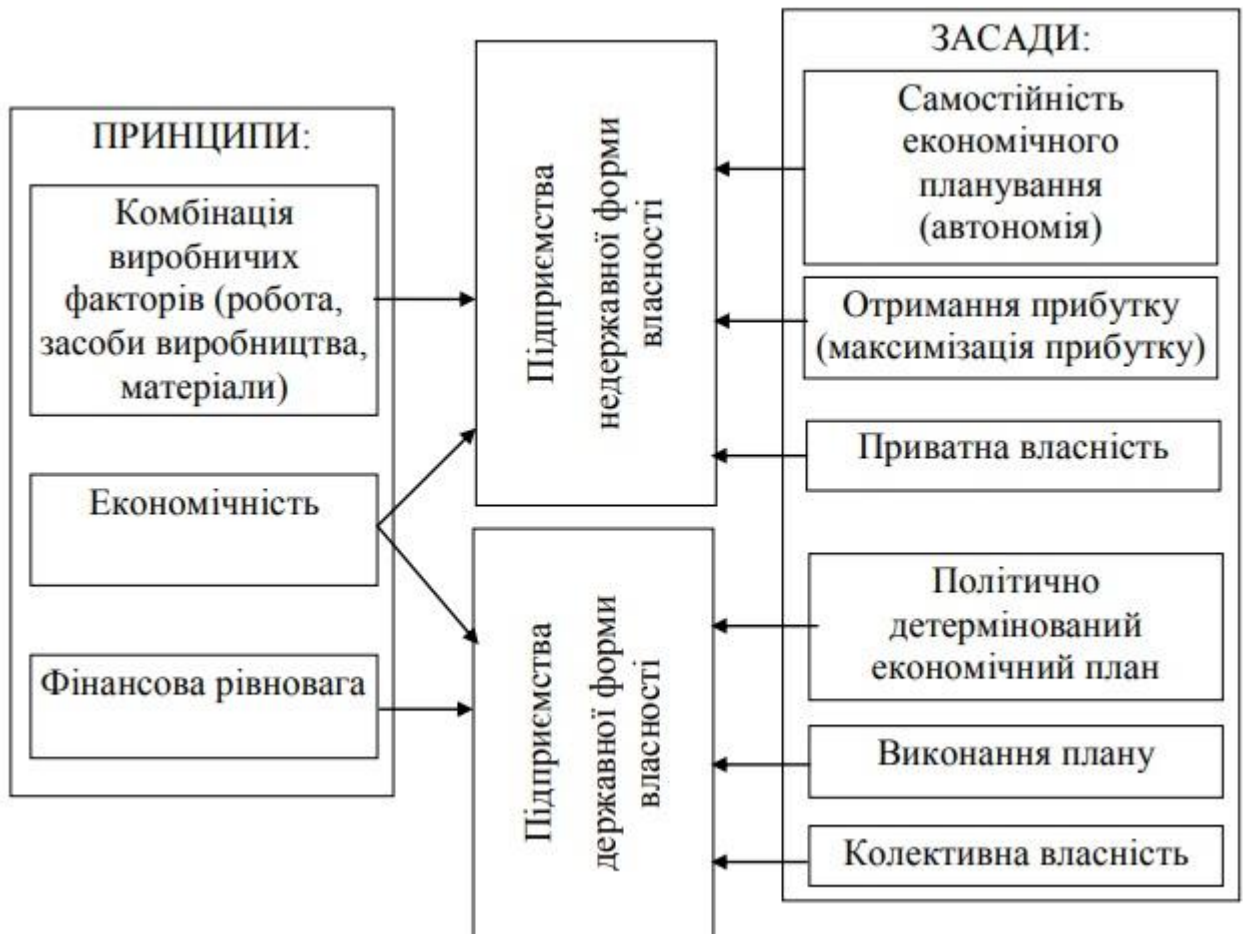 ПРИНЦИПИ:
Комбінація
виробничих
факторів (робота,
засоби виробництва,
матеріали)
Економічність
Фінансова рівновага
Підприємства
недержавної форми
власності
Підприємства
державної форми
власності
ЗАСАДИ:
Самостійність
економічного
планування
(автономія)
Отримання прибутку
(максимізація прибутку)
Приватна власність
Політично
детермінований
економічний план
Виконання плану
Колективна власність